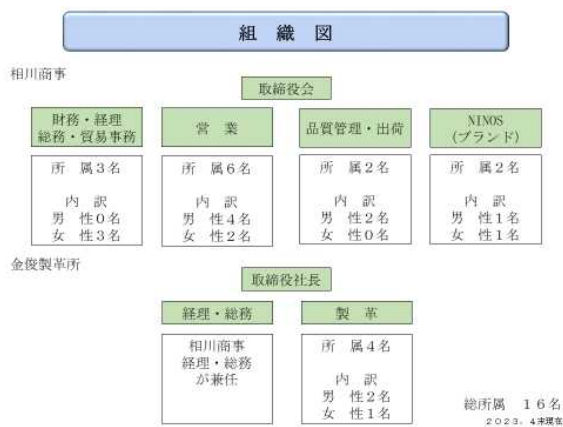 組 織 図
相川商事
取締役会
財務・経理
総務・貿易事務
営 業
品質管理・出荷
NINOS
(ブランド)
所 属3名
内 訳
男 性0名
女 性3名
所 属6名
内 訳
男 性4名
女 性2名
所 属2名
内 訳
男 性2名
女 性0名
所 属2名
内 訳
男 性1名
女 性1名
金俊製革所
取締役社長
経理・総務
製 革
相川商事
経理・総務
が兼任
所 属4名
内 訳
男 性2名
女 性1名
総所属 16名
2023. 4末現在